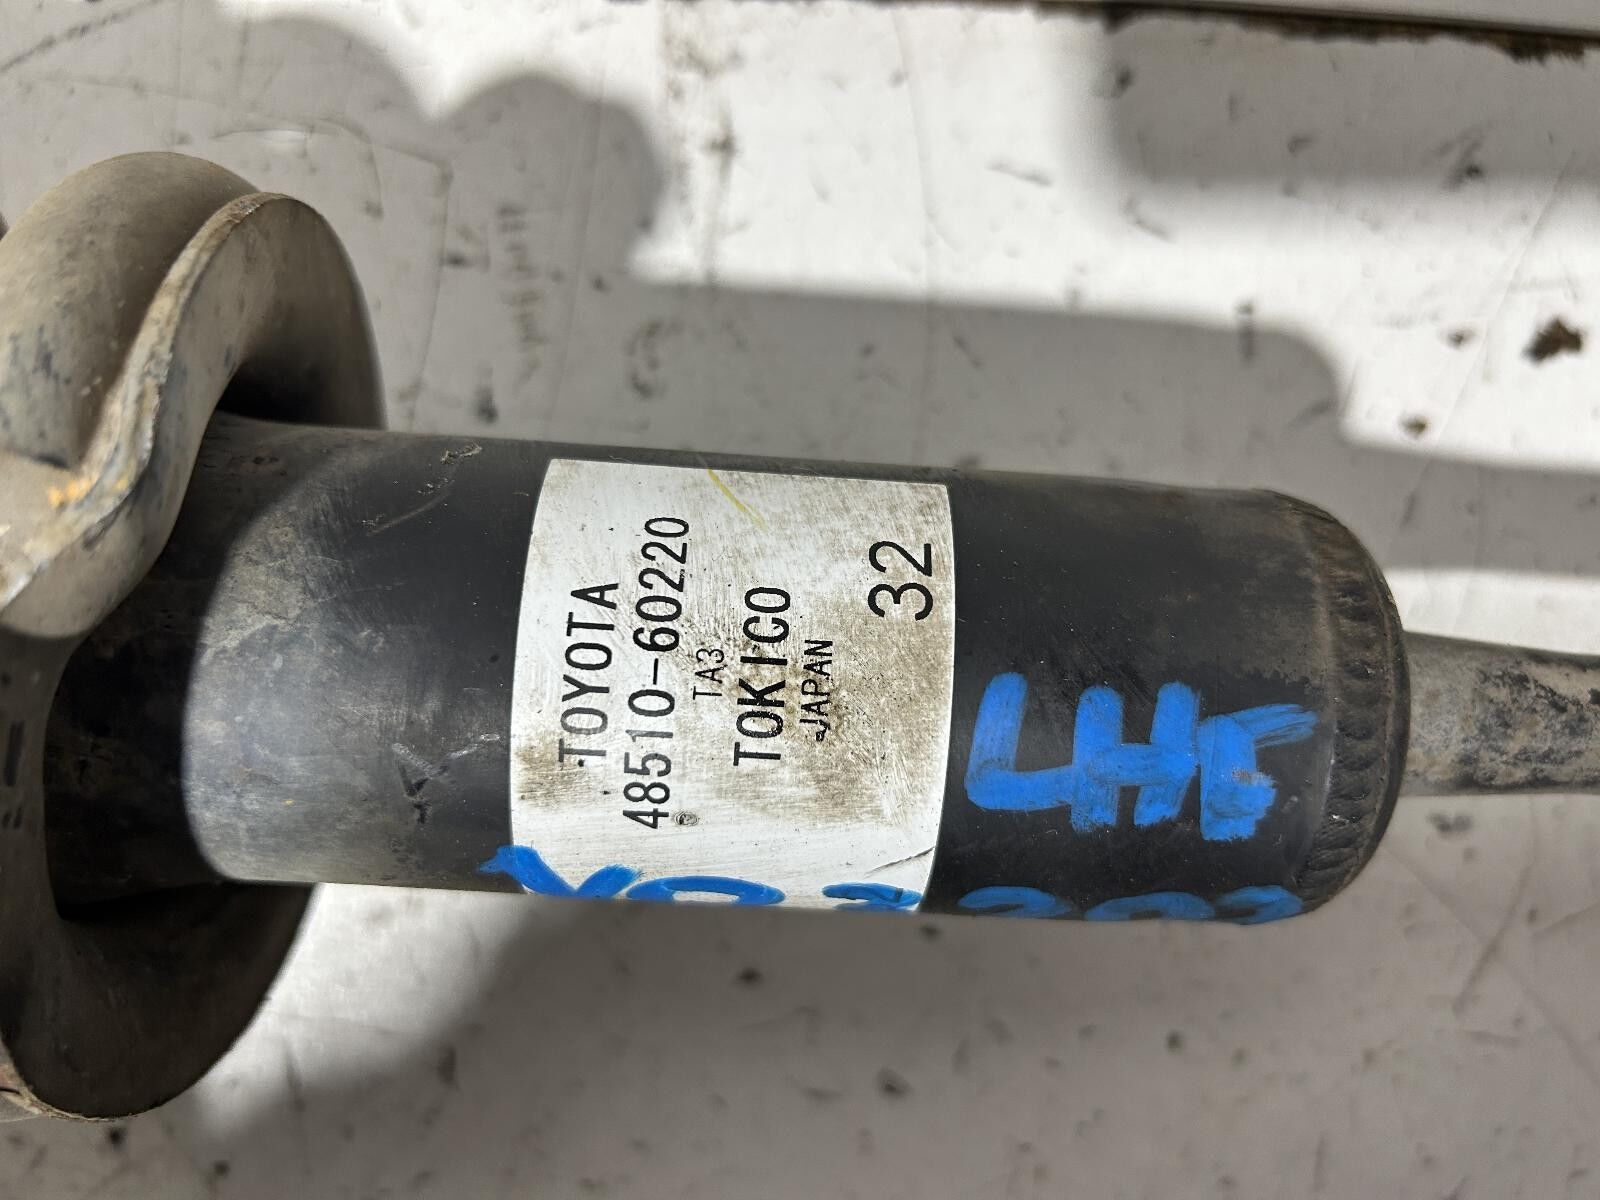 TOYOTA
48510-60220
TA3
TOKICO
JAPAN
32
LHF